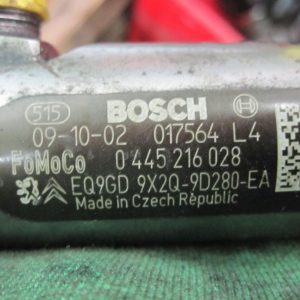 515 BOSCH
09-10-02 017564 L4
FoMoCo 0 445 216 028
EQ9GD 9X2Q-9D280-EA
Made in Czech Republic